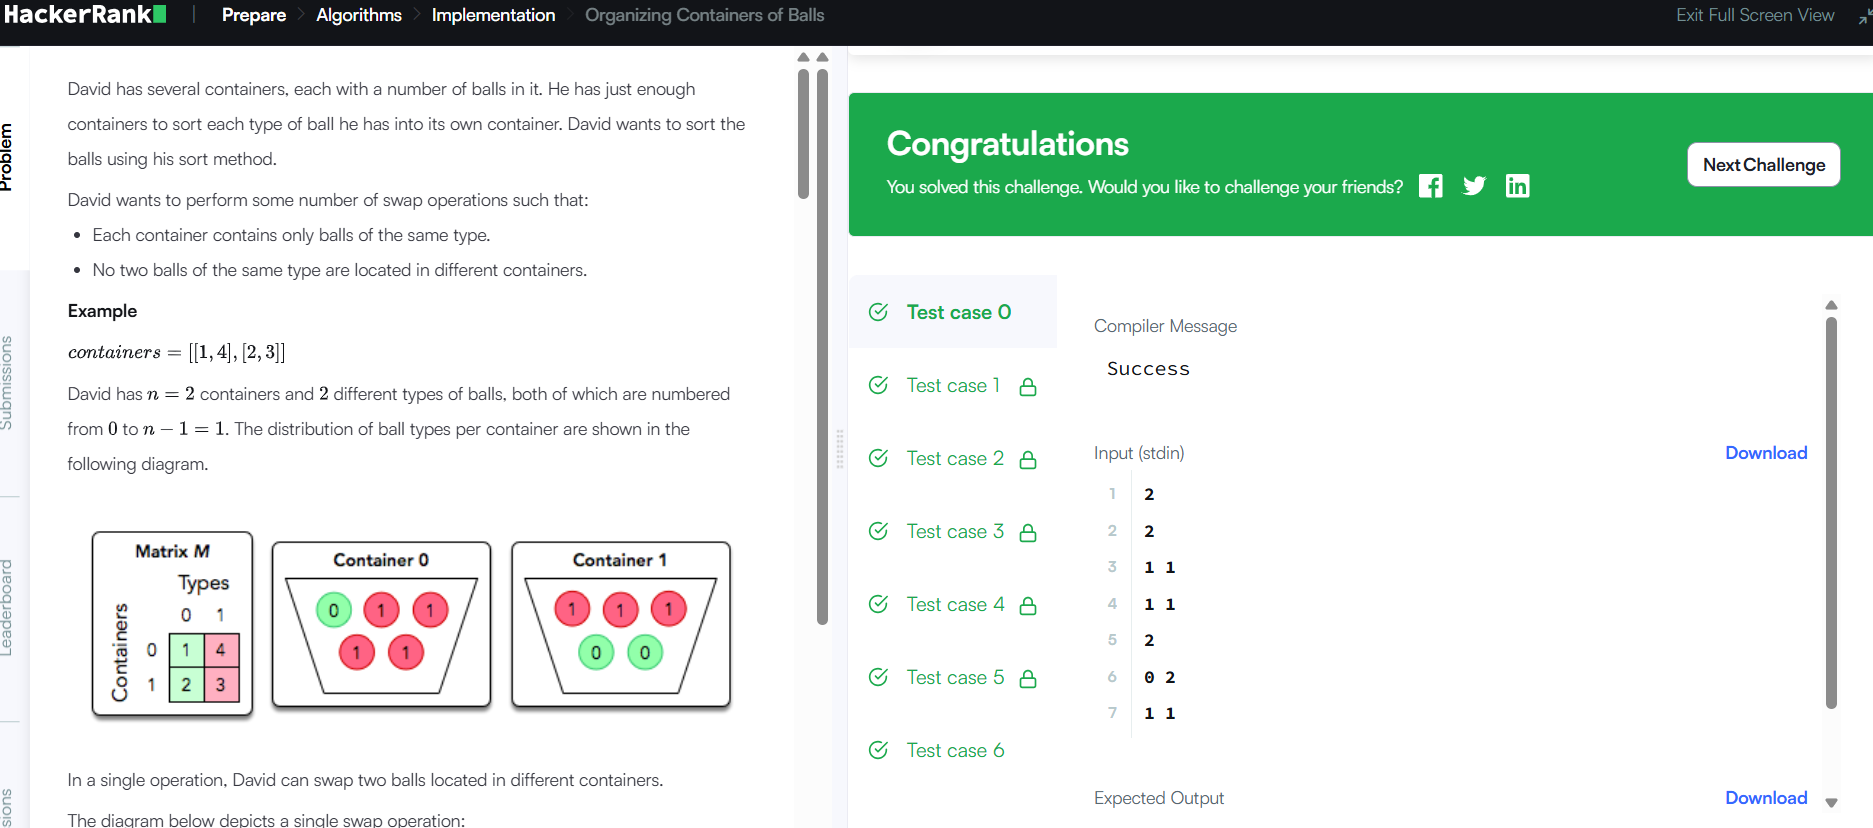 HackerRank | Prepare > Algorithms > Implementation > Organizing Containers of Balls
Exit Full Screen View
Problem
Submissions
Leaderboard
David has several containers, each with a number of balls in it. He has just enough
containers to sort each type of ball he has into its own container. David wants to sort the
balls using his sort method.
David wants to perform some number of swap operations such that:
• Each container contains only balls of the same type.
• No two balls of the same type are located in different containers.
Example
containers = [[1, 4], [2, 3]]
David has n = 2 containers and 2 different types of balls, both of which are numbered
from 0 to n − 1 = 1. The distribution of ball types per container are shown in the
following diagram.
Matrix M
Types
0 1
Containers
0 1 4
1 2 3
Container 0
0 1 1
1 1
Container 1
1 1 1
0 0
In a single operation, David can swap two balls located in different containers.
The diagram below depicts a single swap operation:
Congratulations
You solved this challenge. Would you like to challenge your friends?
Next Challenge
Test case 0
Test case 1
Test case 2
Test case 3
Test case 4
Test case 5
Test case 6
Compiler Message
Success
Input (stdin)
Download
1 2
2 2
3 1 1
4 1 1
5 2
6 0 2
7 1 1
Expected Output
Download